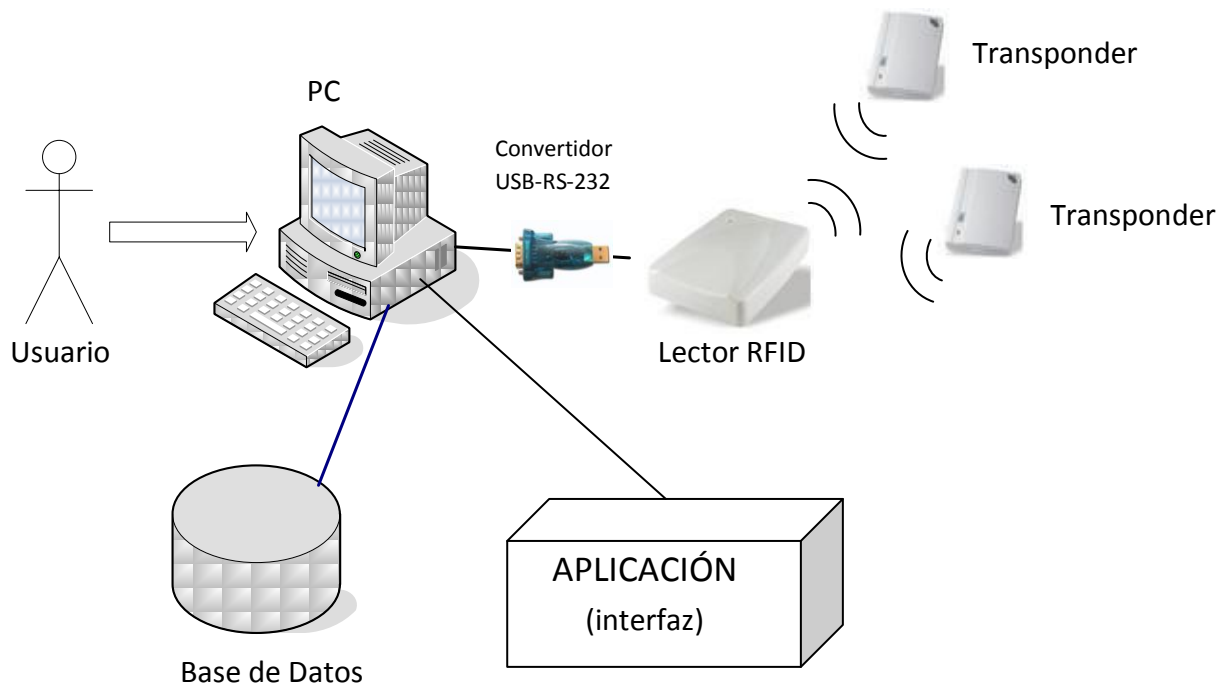 Transponder
PC
Convertidor
USB-RS-232
Transponder
Usuario
Lector RFID
APLICACIÓN
(interfaz)
Base de Datos